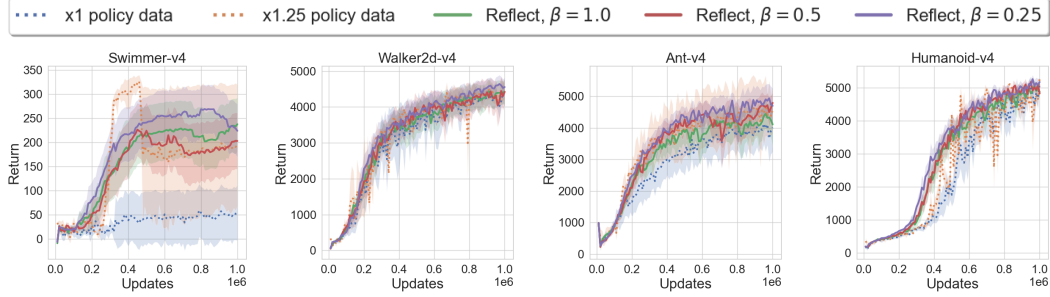 x1 policy data x1.25 policy data Reflect, β = 1.0 Reflect, β = 0.5 Reflect, β = 0.25
Swimmer-v4 Walker2d-v4 Ant-v4 Humanoid-v4
Return
350
300
250
200
150
100
50
0
0.0 0.2 0.4 0.6 0.8 1.0
Updates 1e6
Return
5000
4000
3000
2000
1000
0
0.0 0.2 0.4 0.6 0.8 1.0
Updates 1e6
Return
5000
4000
3000
2000
1000
0
0.0 0.2 0.4 0.6 0.8 1.0
Updates 1e6
Return
5000
4000
3000
2000
1000
0
0.0 0.2 0.4 0.6 0.8 1.0
Updates 1e6